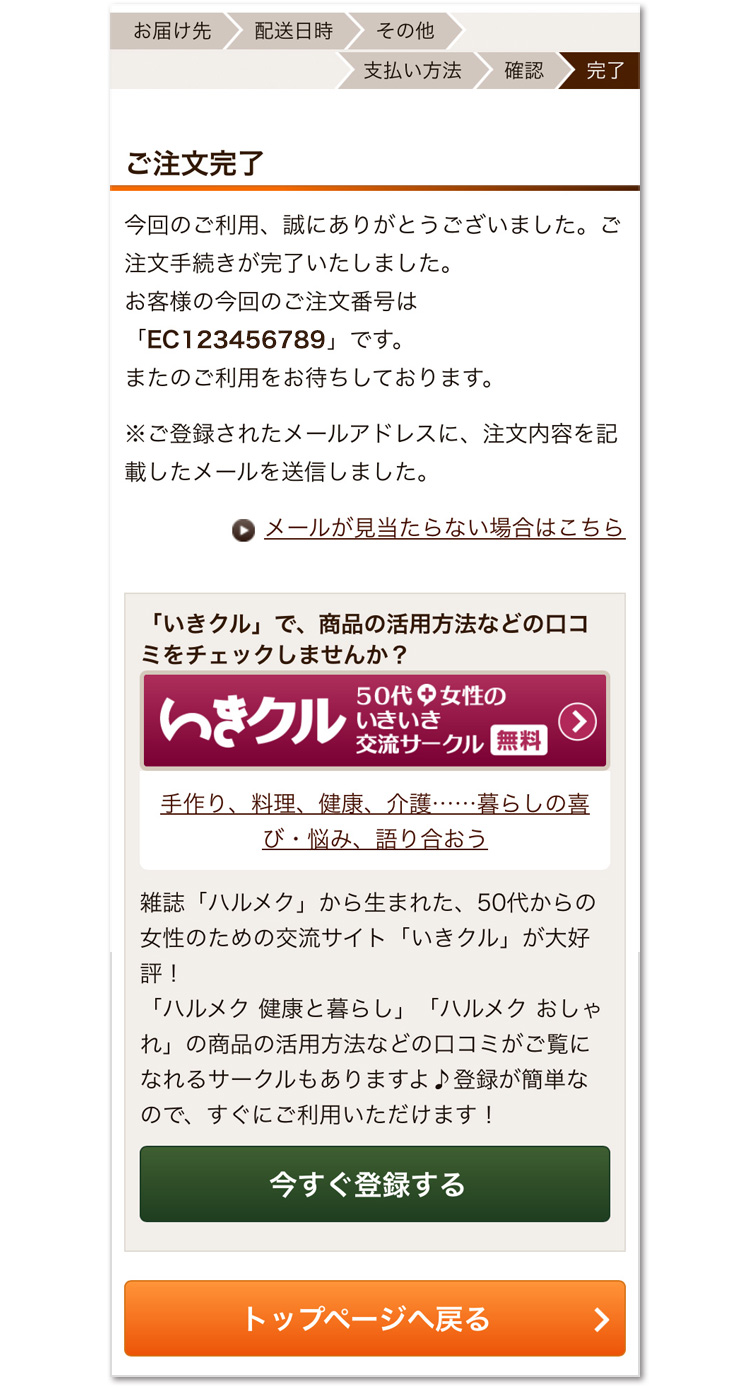 お届け先
配送日時
その他
支払い方法
確認
完了
ご注文完了
今回のご利用、誠にありがとうございました。ご
注文手続きが完了いたしました。
お客様の今回のご注文番号は
「EC123456789」です。
またのご利用をお待ちしております。
※ご登録されたメールアドレスに、注文内容を記
載したメールを送信しました。
メールが見当たらない場合はこちら
「いきクル」で、商品の活用方法などの口コ
ミをチェックしませんか？
いきクル
50代+女性の
いきいき
交流サークル 無料
手作り、料理、健康、介護……暮らしの喜
び・悩み、語り合おう
雑誌「ハルメク」から生まれた、50代からの
女性のための交流サイト「いきクル」が大好
評！
「ハルメク 健康と暮らし」「ハルメク おしゃ
れ」の商品の活用方法などの口コミがご覧に
なれるサークルもありますよ♪登録が簡単な
ので、すぐにご利用いただけます！
今すぐ登録する
トップページへ戻る